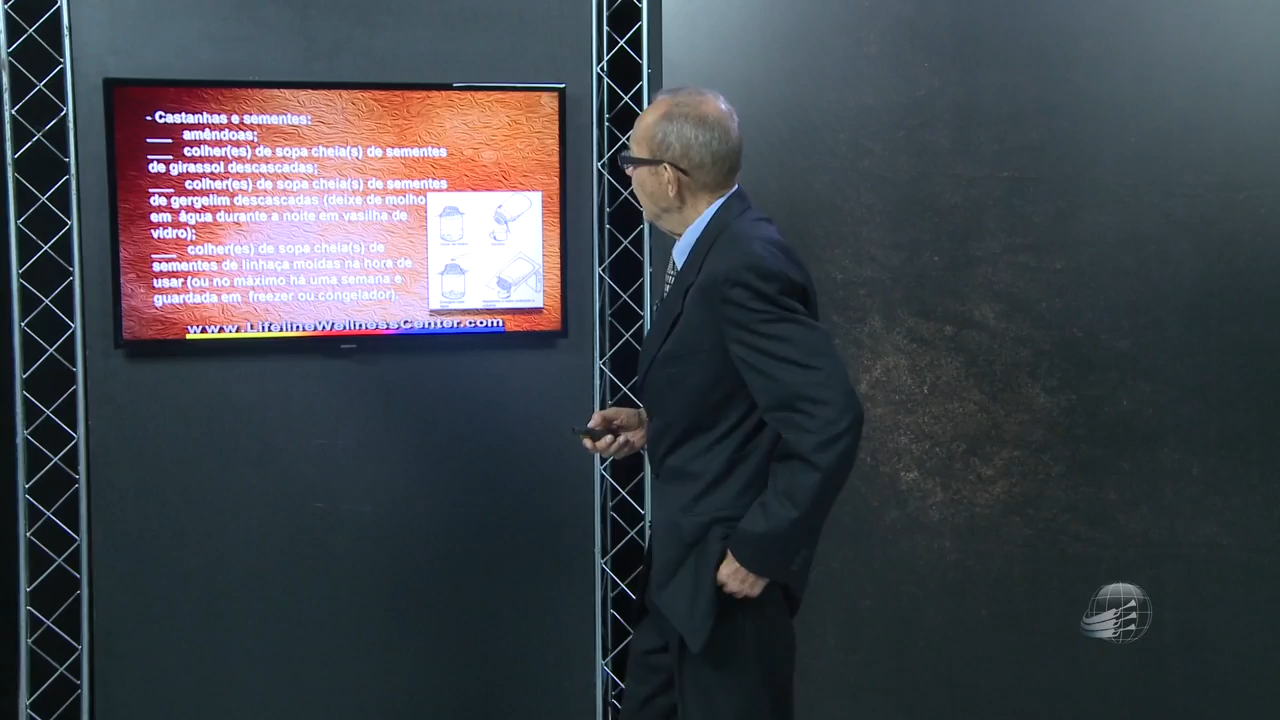 - Castanhas e sementes:
___ amêndoas;
___ colher(es) de sopa cheia(s) de sementes
de girassol descascadas;
___ colher(es) de sopa cheia(s) de sementes
de gergelim descascadas (deixe de molho
em água durante a noite em vasilha de
vidro);
___ colher(es) de sopa cheia(s) de
sementes de linhaça moídas na hora de
usar (ou no máximo há uma semana e
guardada em freezer ou congelador).
www.LifelineWellnessCenter.com